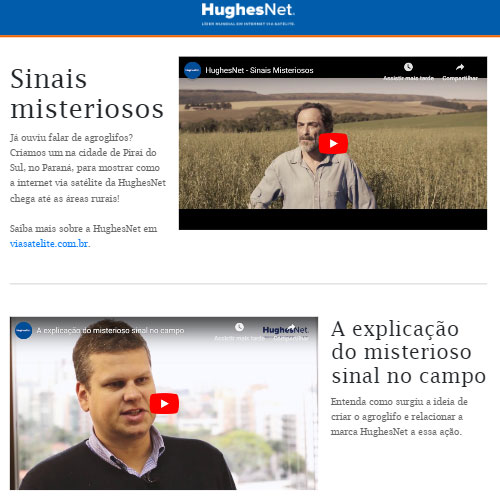 HughesNet.
LÍDER MUNDIAL EM INTERNET VIA SATÉLITE
Sinais
misteriosos
Já ouviu falar de agroglifos?
Criamos um na cidade de Piraí do
Sul, no Paraná, para mostrar como
a internet via satélite da HughesNet
chega até as áreas rurais!
Saiba mais sobre a HughesNet em
viasatelite.com.br.
HughesNet - Sinais Misteriosos
Assistir mais tarde
Compartilhar
A explicação do misterioso sinal no campo
HughesNet.
Assistir mais tarde
Compartilhar
A explicação
do misterioso
sinal no campo
Entenda como surgiu a ideia de
criar o agroglifo e relacionar a
marca HughesNet a essa ação.